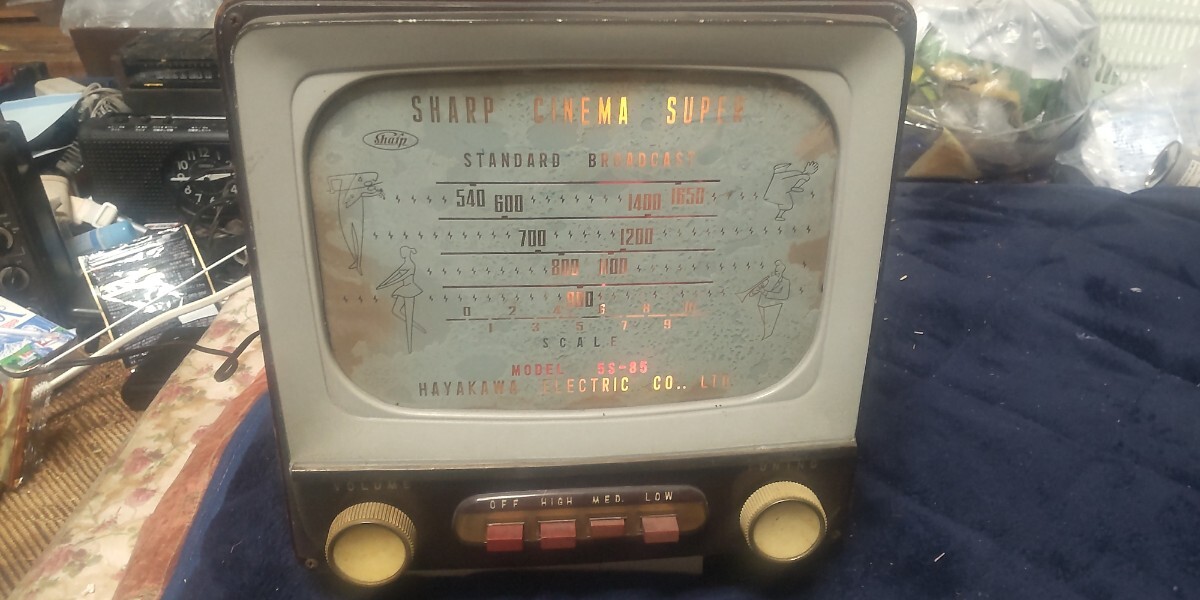 SHARP CINEMA SUPER
Sharp
STANDARD BROADCAST
540 600 1400 1650
700 1200
800 1100
900
0 2 4 6 8 10
1 3 5 7 9
SCALE
MODEL 5S-85
HAYAKAWA ELECTRIC CO., LTD
VOLUME
TUNING
OFF HIGH MED. LOW